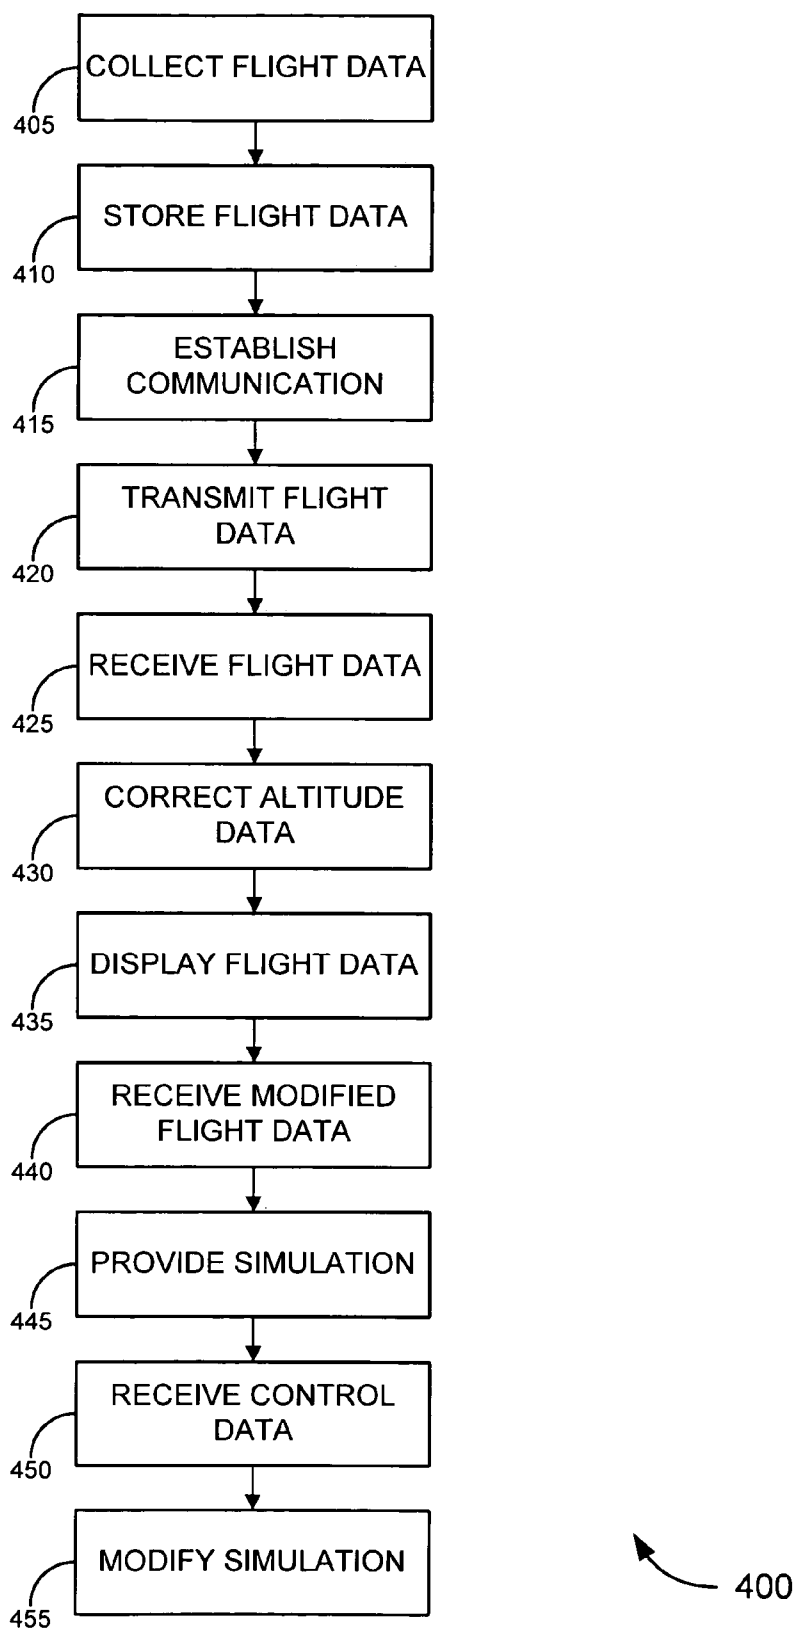 COLLECT FLIGHT DATA
405
STORE FLIGHT DATA
410
ESTABLISH
COMMUNICATION
415
TRANSMIT FLIGHT
DATA
420
RECEIVE FLIGHT DATA
425
CORRECT ALTITUDE
DATA
430
DISPLAY FLIGHT DATA
435
RECEIVE MODIFIED
FLIGHT DATA
440
PROVIDE SIMULATION
445
RECEIVE CONTROL
DATA
450
MODIFY SIMULATION
455
400